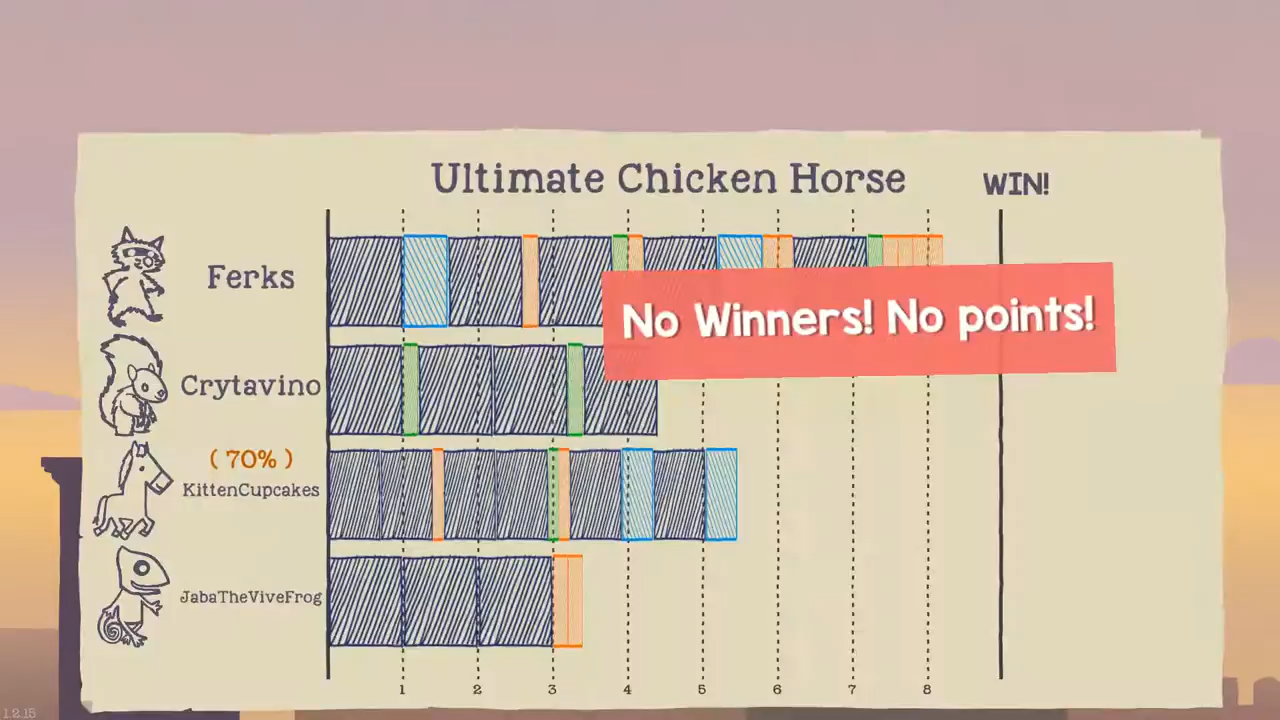 Ultimate Chicken Horse
WIN!
Ferks
No Winners! No points!
Crytavino
( 70% )
KittenCupcakes
JabaTheViveFrog
1 2 3 4 5 6 7 8
1.2.15